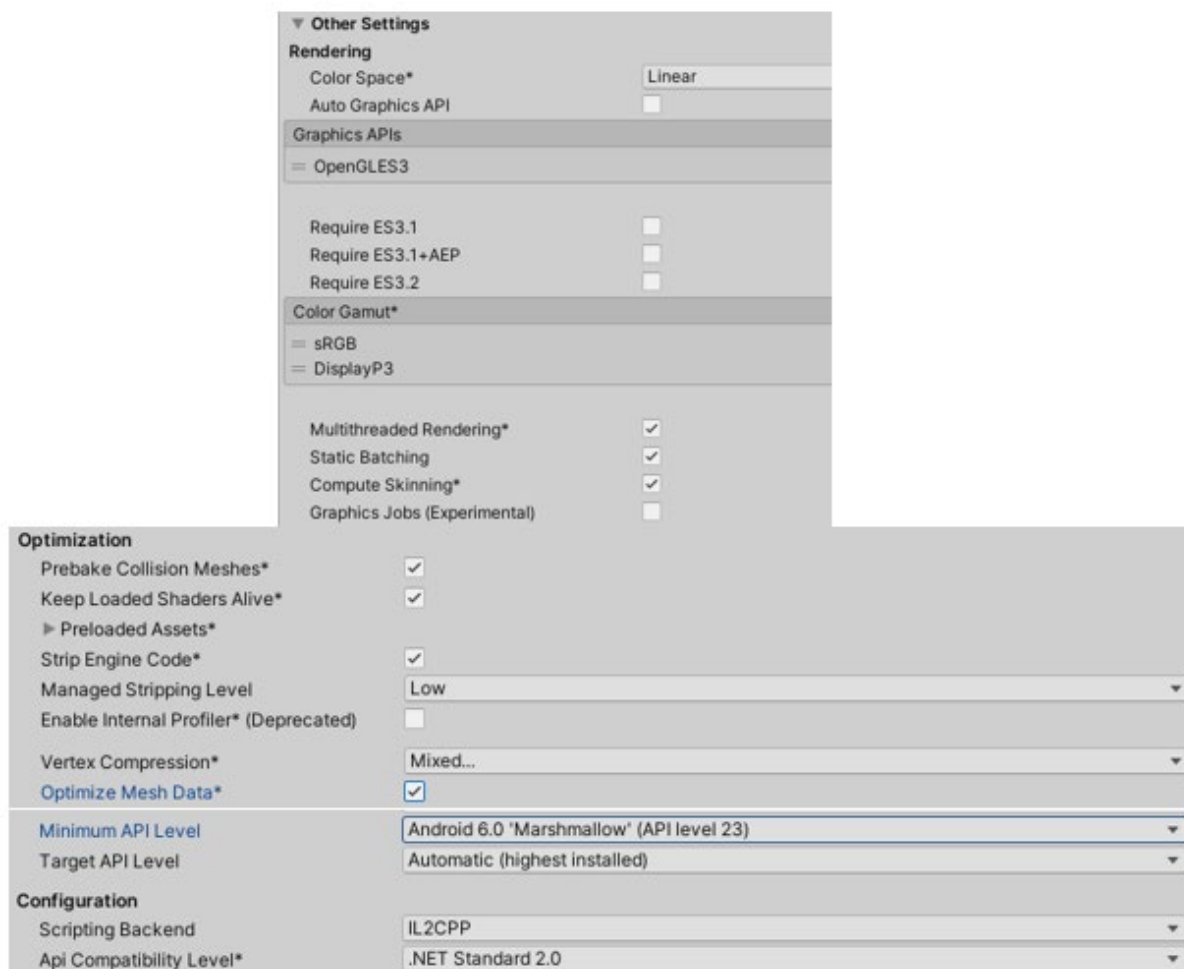 Other Settings
Rendering
Color Space* Linear
Auto Graphics API
Graphics APIs
OpenGLES3
Require ES3.1
Require ES3.1+AEP
Require ES3.2
Color Gamut*
sRGB
DisplayP3
Multithreaded Rendering*
Static Batching
Compute Skinning*
Graphics Jobs (Experimental)
Optimization
Prebake Collision Meshes*
Keep Loaded Shaders Alive*
Preloaded Assets*
Strip Engine Code*
Managed Stripping Level Low
Enable Internal Profiler* (Deprecated)
Vertex Compression* Mixed...
Optimize Mesh Data*
Minimum API Level Android 6.0 'Marshmallow' (API level 23)
Target API Level Automatic (highest installed)
Configuration
Scripting Backend IL2CPP
Api Compatibility Level* .NET Standard 2.0